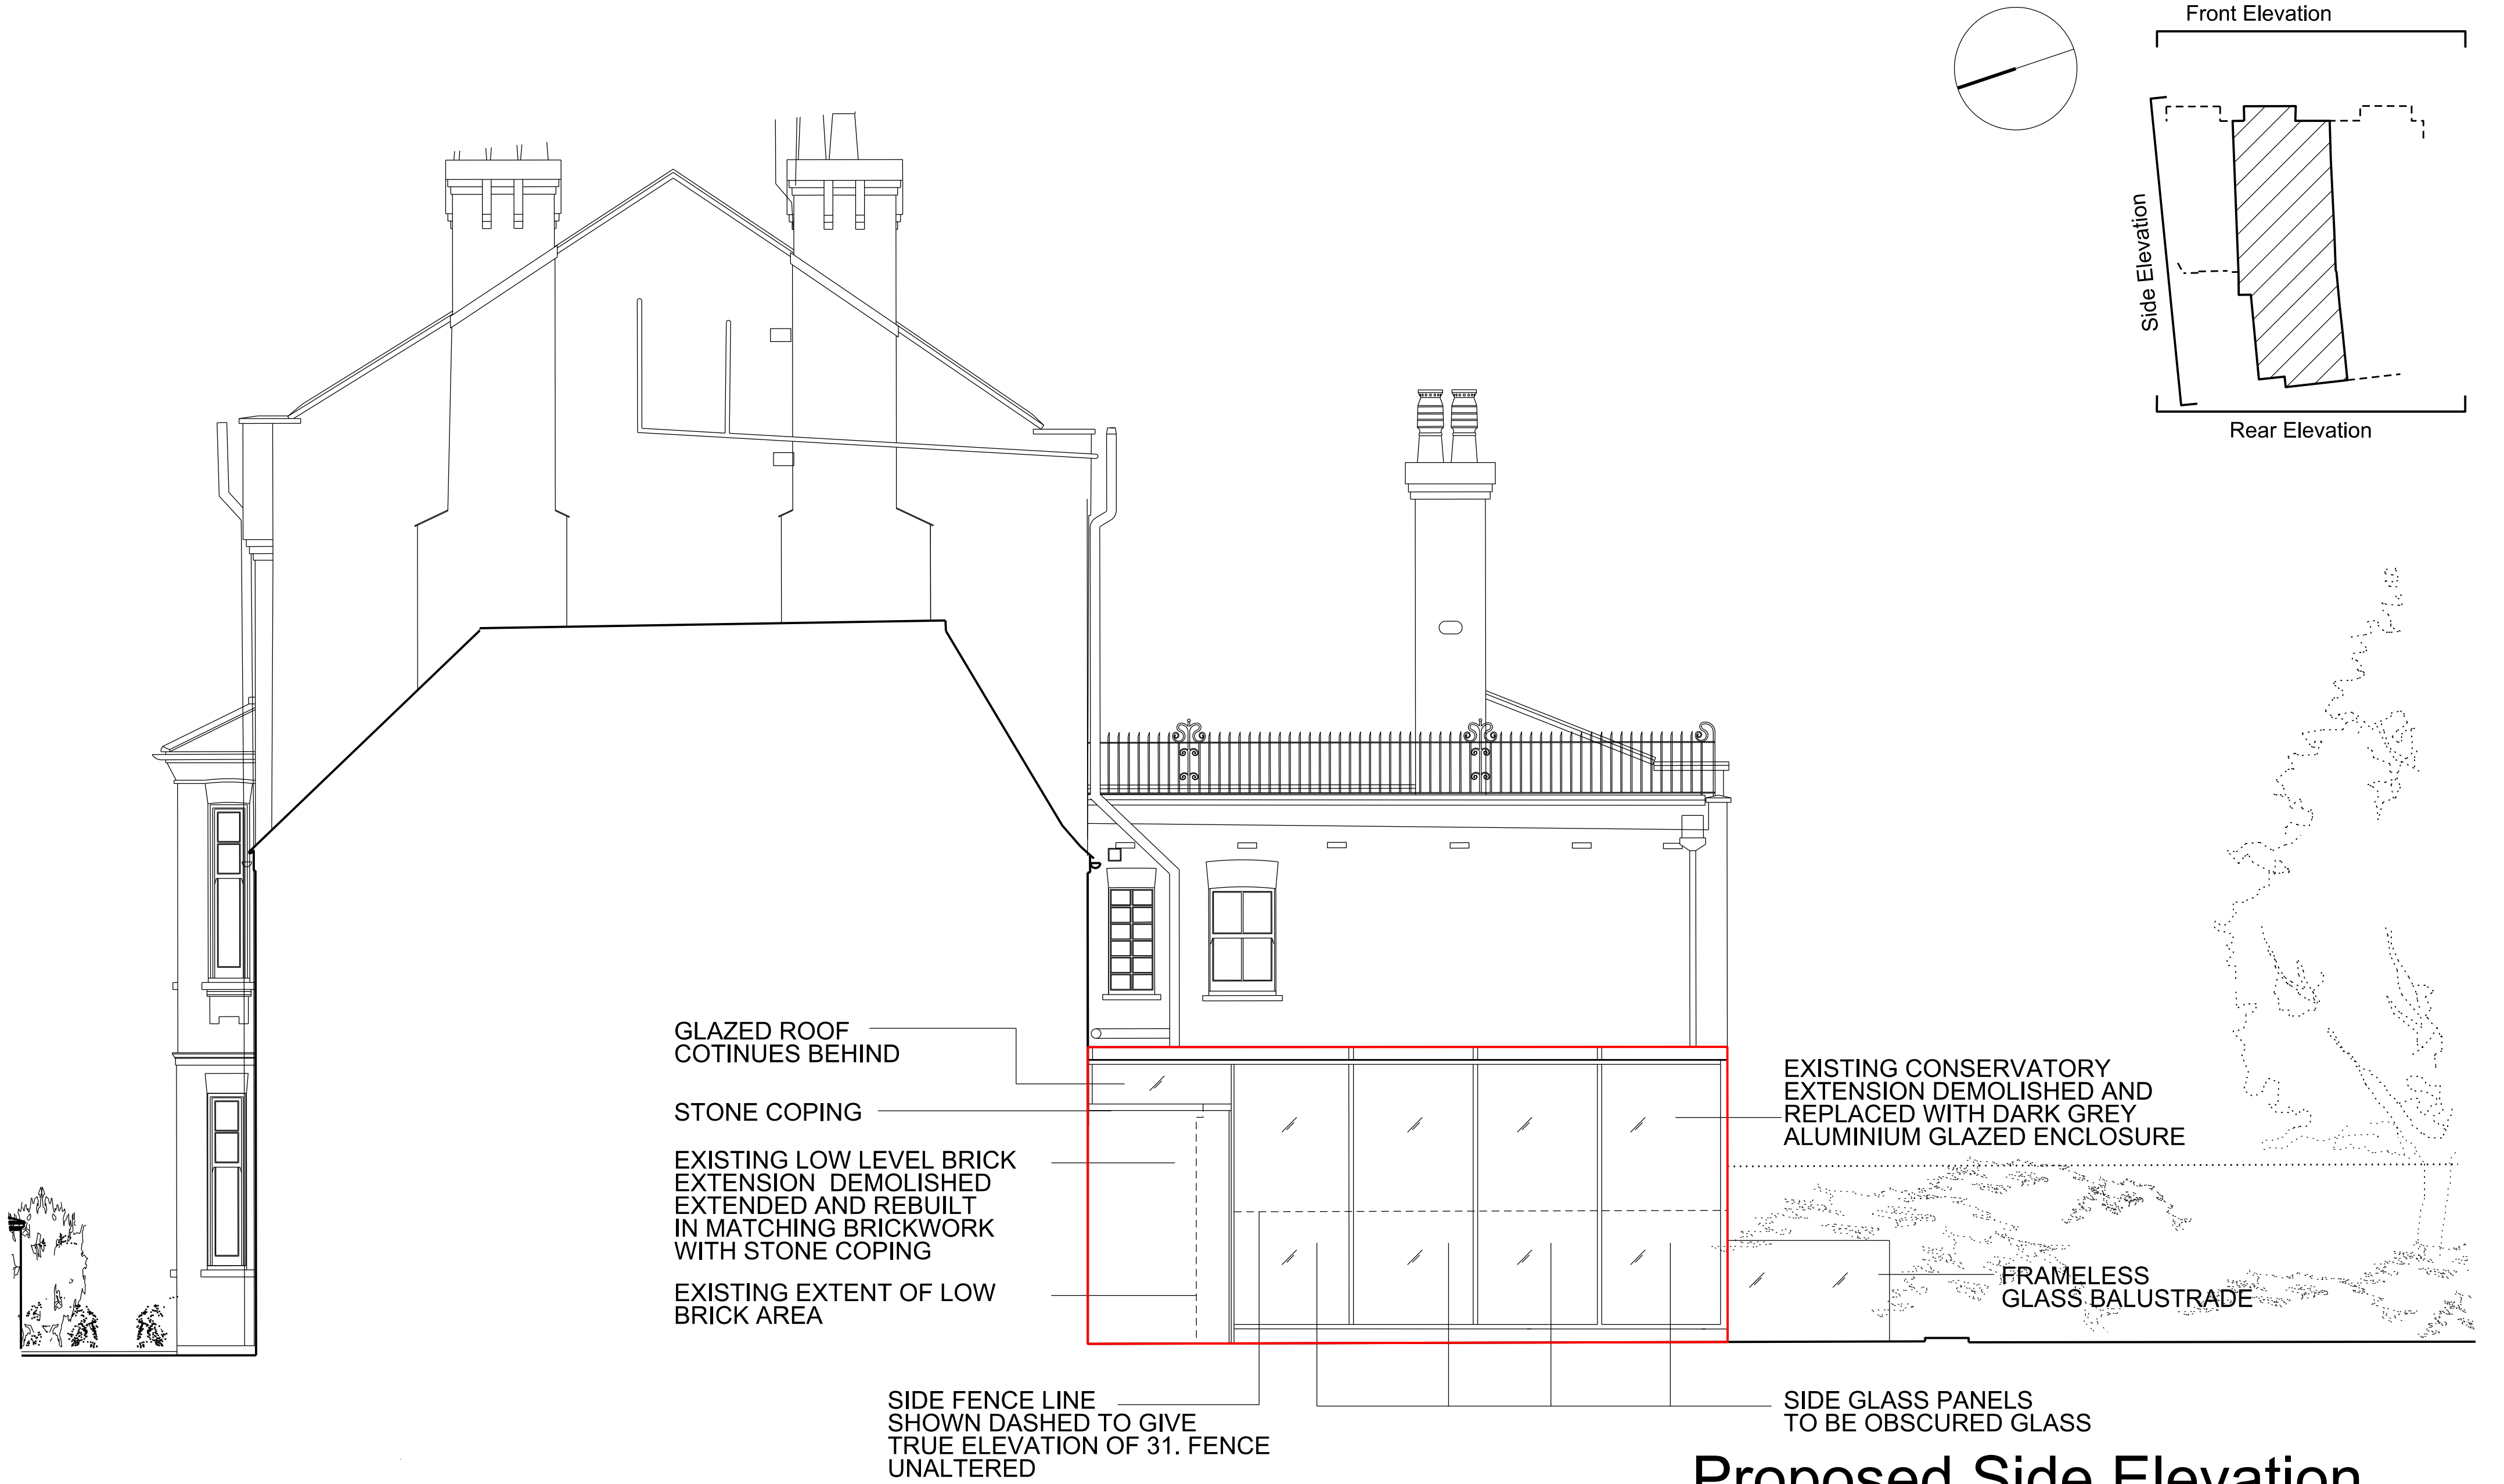 Front Elevation
Side Elevation
Rear Elevation
GLAZED ROOF
COTINUES BEHIND
STONE COPING
EXISTING LOW LEVEL BRICK
EXTENSION DEMOLISHED
EXTENDED AND REBUILT
IN MATCHING BRICKWORK
WITH STONE COPING
EXISTING EXTENT OF LOW
BRICK AREA
EXISTING CONSERVATORY
EXTENSION DEMOLISHED AND
REPLACED WITH DARK GREY
ALUMINIUM GLAZED ENCLOSURE
FRAMELESS
GLASS BALUSTRADE
SIDE FENCE LINE
SHOWN DASHED TO GIVE
TRUE ELEVATION OF 31. FENCE
UNALTERED
SIDE GLASS PANELS
TO BE OBSCURED GLASS
Proposed Side Elevation